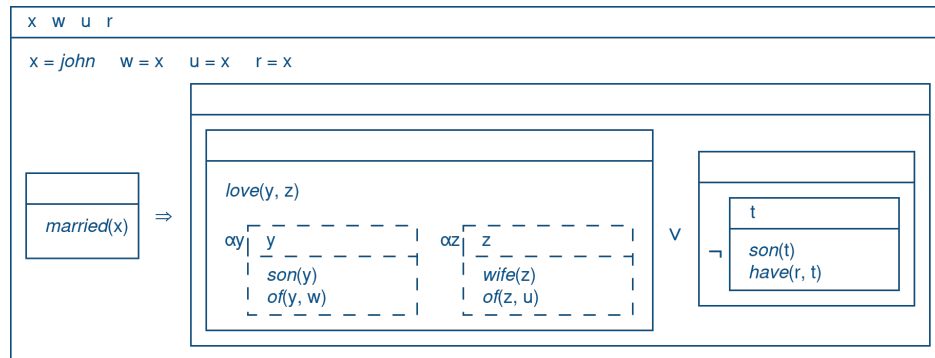 x w u r
x = john w = x u = x r = x
married(x) ⇒
love(y, z)
αy y
son(y)
of(y, w)
αz z
wife(z)
of(z, u)
∨
¬
t
son(t)
have(r, t)